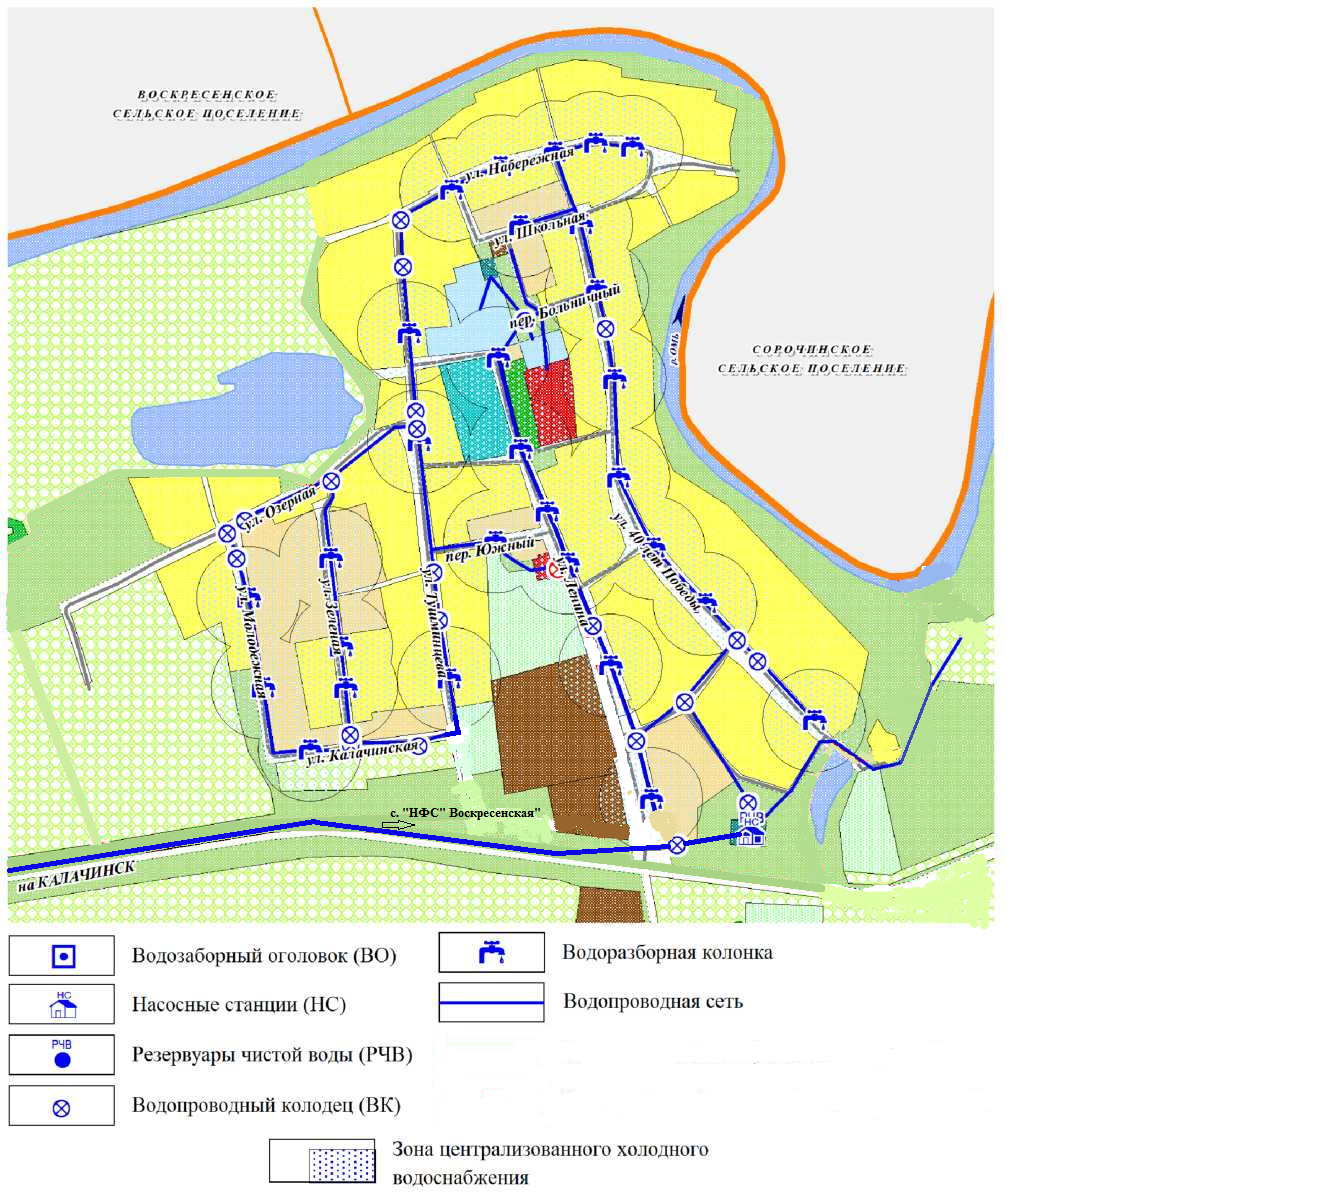 ВОСКРЕСЕНСКОЕ
СЕЛЬСКОЕ ПОСЕЛЕНИЕ
ул. Набережная
ул. Школьная
пер. Больничный
р. Омь
СОРОЧИНСКОЕ
СЕЛЬСКОЕ ПОСЕЛЕНИЕ
ул. Озерная
ул. 40 лет Победы
пер. Южный
ул. Ленина
ул. Молодежная
ул. Зеленая
ул. Гуменищева
ул. Калачинская
с. "НФС" Воскресенская"
РЧВ
НС
на КАЛАЧИНСК
Водозаборный оголовок (ВО)
Водоразборная колонка
НС
Насосные станции (НС)
Водопроводная сеть
РЧВ
Резервуары чистой воды (РЧВ)
Водопроводный колодец (ВК)
Зона централизованного холодного
водоснабжения